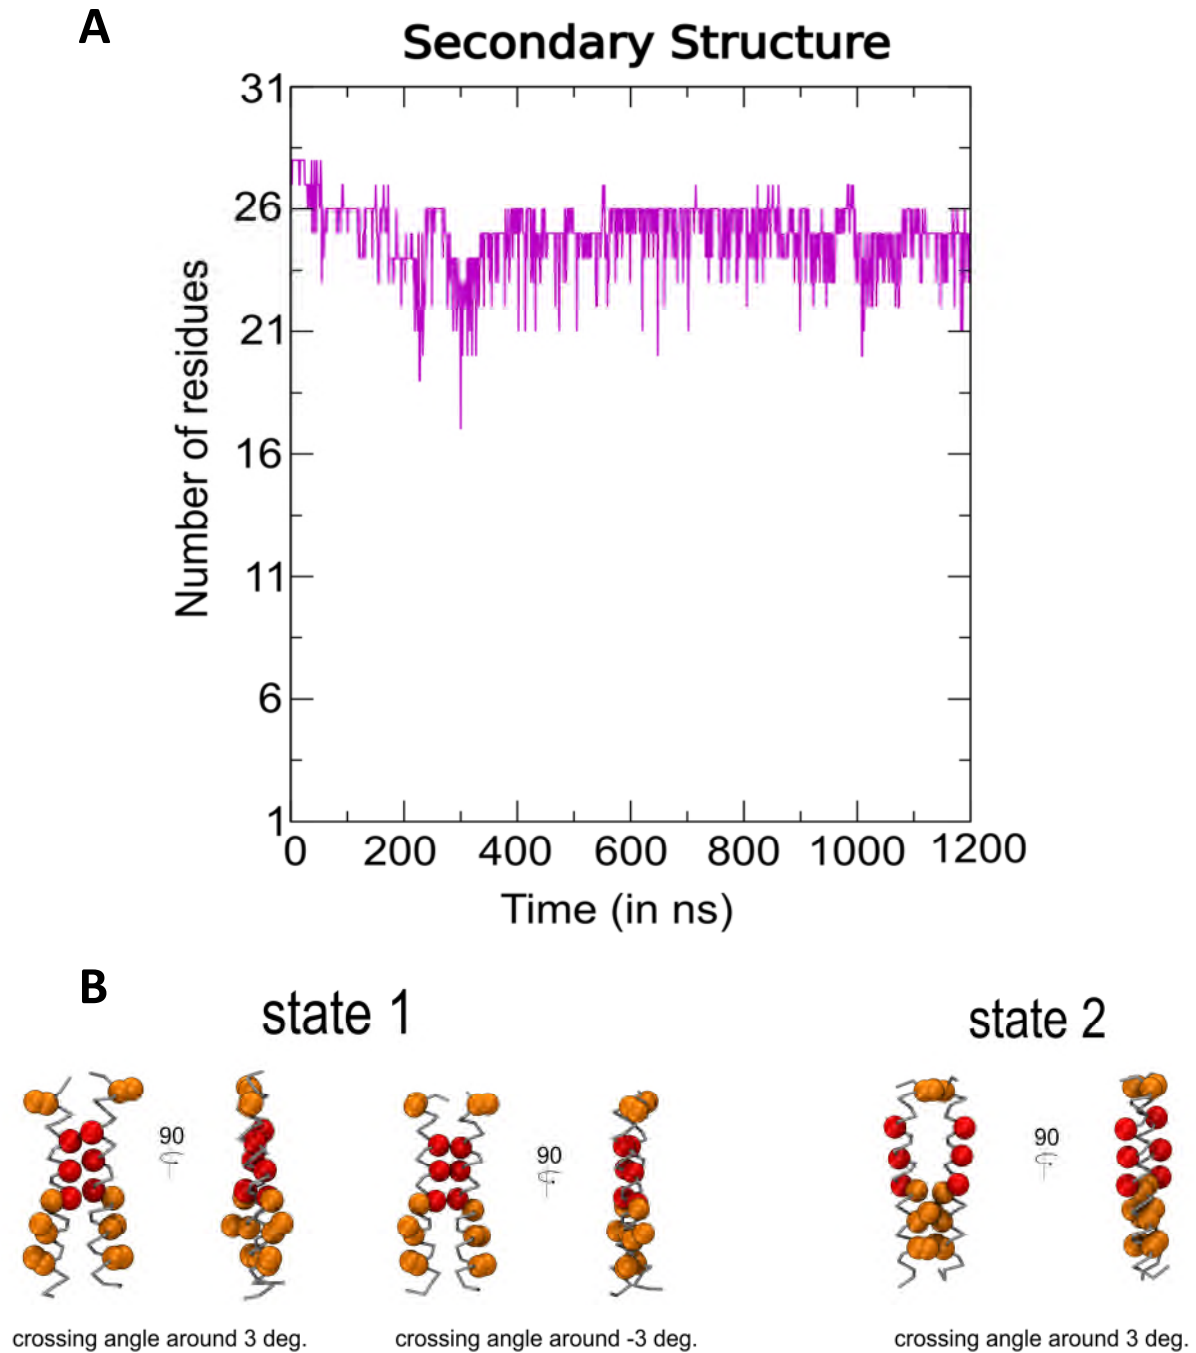 A
Secondary Structure
31
26
21
16
11
6
1
Number of residues
0 200 400 600 800 1000 1200
Time (in ns)
B
state 1
state 2
90
90
90
crossing angle around 3 deg.
crossing angle around -3 deg.
crossing angle around 3 deg.